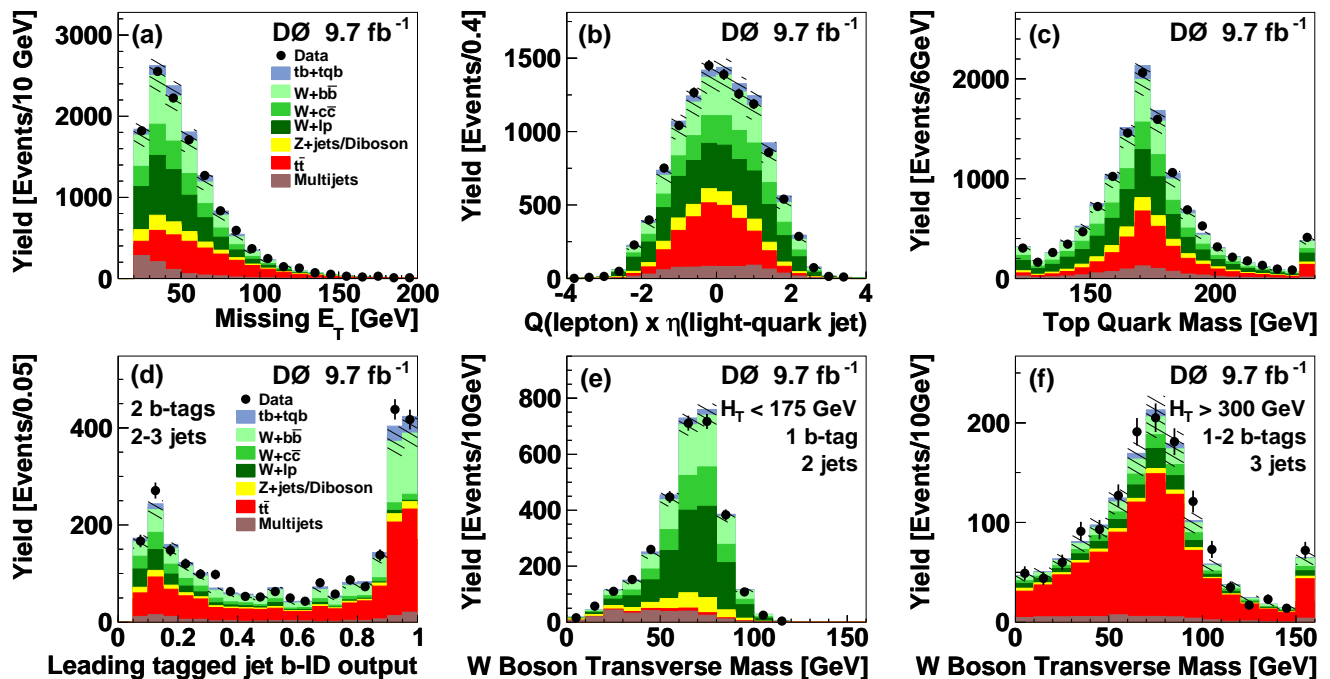 (a) DØ 9.7 fb⁻¹
Yield [Events/10 GeV]
3000
2000
1000
0
Data
tb+tqb
W+bb̄
W+cc̄
W+lp
Z+jets/Diboson
tt̄
Multijets
50 100 150 200
Missing E_T [GeV]
(b) DØ 9.7 fb⁻¹
Yield [Events/0.4]
1500
1000
500
0
-4 -2 0 2 4
Q(lepton) x η(light-quark jet)
(c) DØ 9.7 fb⁻¹
Yield [Events/6GeV]
2000
1000
0
150 200
Top Quark Mass [GeV]
(d) DØ 9.7 fb⁻¹
Yield [Events/0.05]
2 b-tags
2-3 jets
400
200
0
Data
tb+tqb
W+bb̄
W+cc̄
W+lp
Z+jets/Diboson
tt̄
Multijets
0 0.2 0.4 0.6 0.8 1
Leading tagged jet b-ID output
(e) DØ 9.7 fb⁻¹
Yield [Events/10GeV]
H_T < 175 GeV
1 b-tag
2 jets
800
600
400
200
0
0 50 100 150
W Boson Transverse Mass [GeV]
(f) DØ 9.7 fb⁻¹
Yield [Events/10GeV]
H_T > 300 GeV
1-2 b-tags
3 jets
200
100
0
0 50 100 150
W Boson Transverse Mass [GeV]